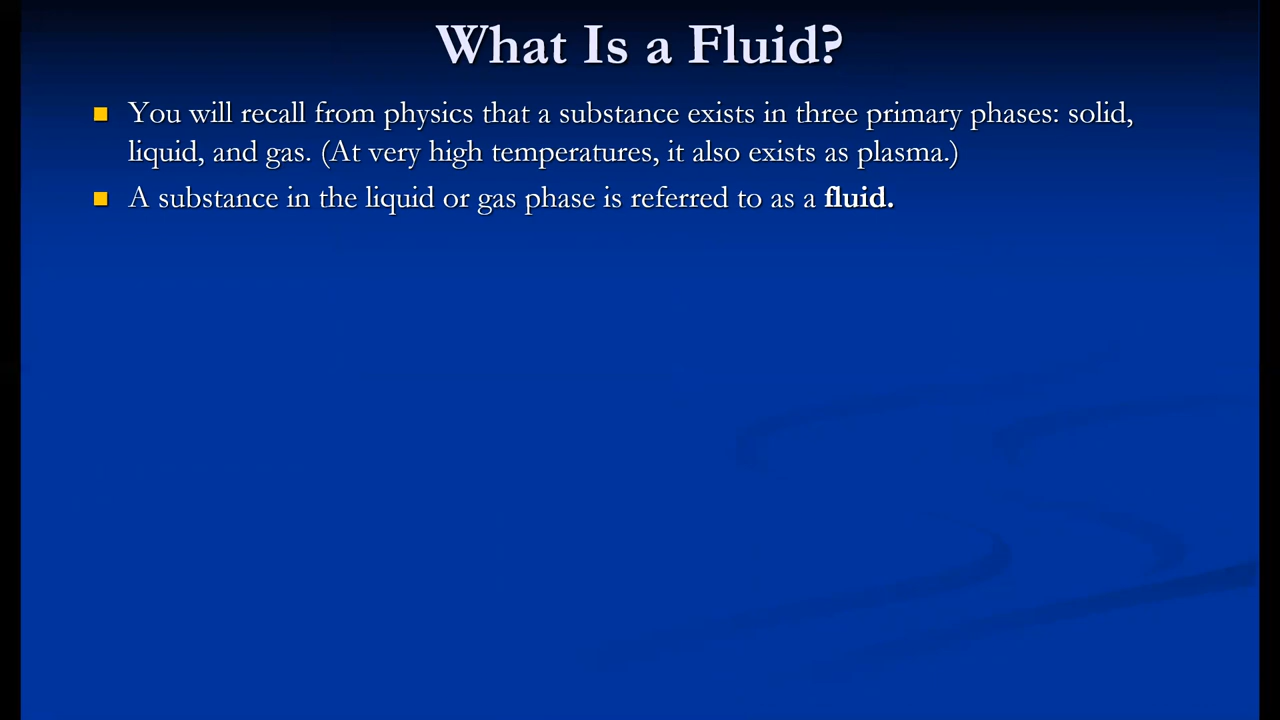 What Is a Fluid?
You will recall from physics that a substance exists in three primary phases: solid,
liquid, and gas. (At very high temperatures, it also exists as plasma.)
A substance in the liquid or gas phase is referred to as a fluid.